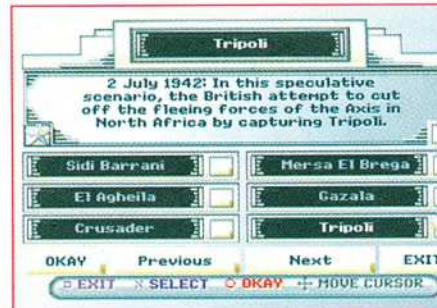 Tripoli
2 July 1942: In this speculative
scenario, the British attempt to cut
off the fleeing forces of the Axis in
North Africa by capturing Tripoli.
Sidi Barrani Mersa El Brega
El Agheila Gazala
Crusader Tripoli
OKAY Previous Next EXIT
□ EXIT × SELECT ○ OKAY MOVE CURSOR